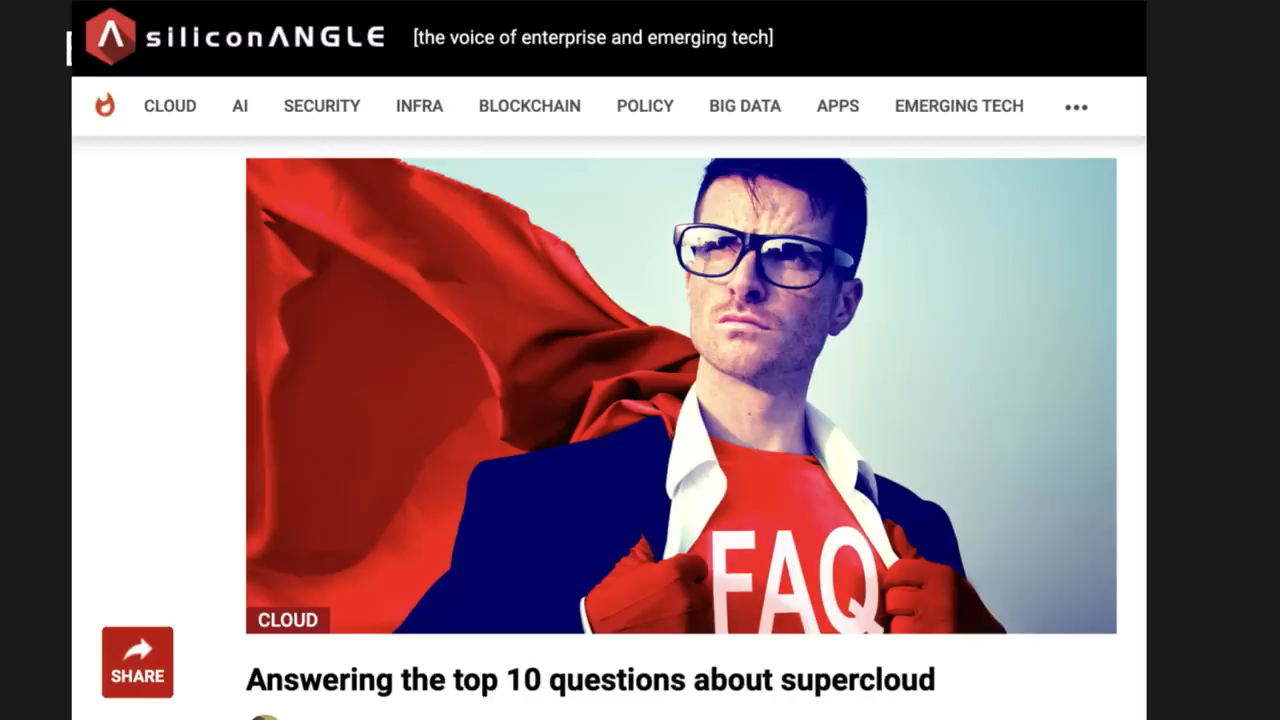 siliconANGLE [the voice of enterprise and emerging tech]
CLOUD AI SECURITY INFRA BLOCKCHAIN POLICY BIG DATA APPS EMERGING TECH •••
FAQ
CLOUD
SHARE
Answering the top 10 questions about supercloud